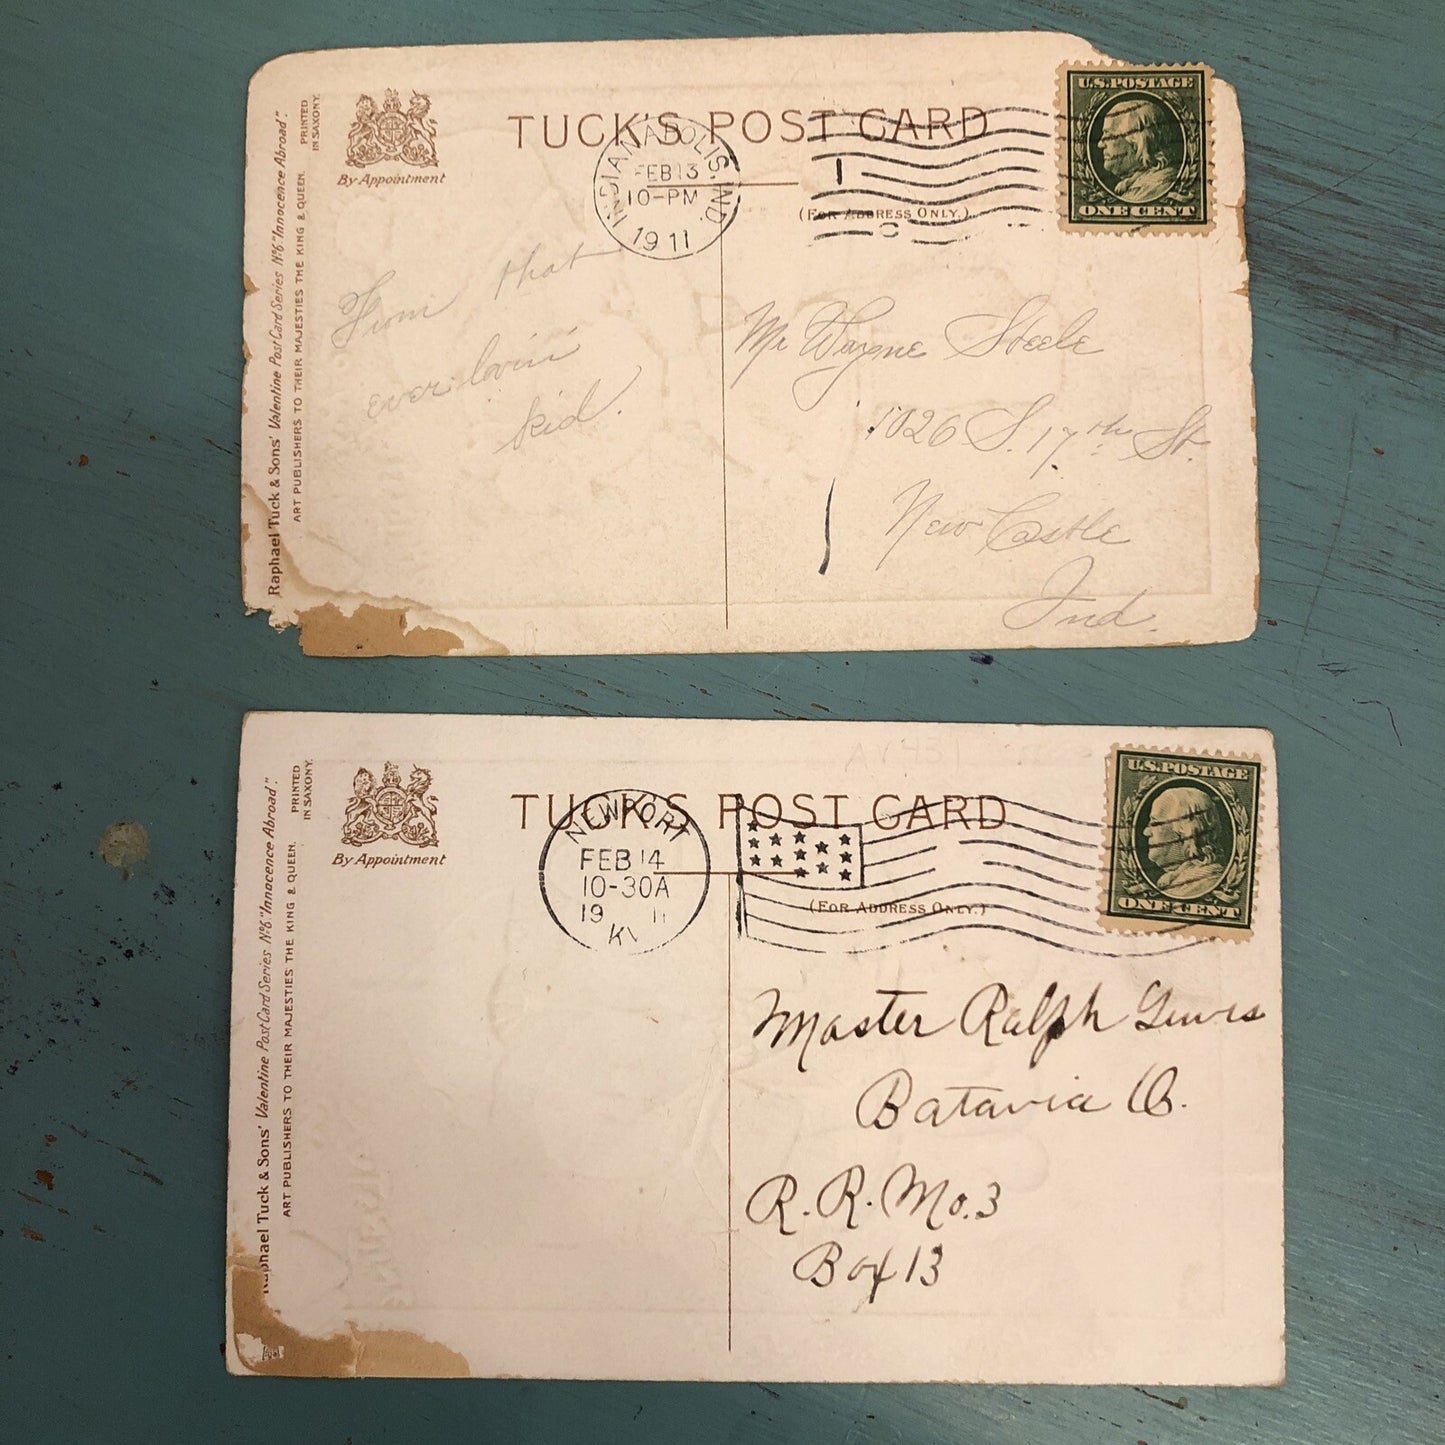 TUCK'S POST CARD
By Appointment
PRINTED
IN SAXONY.
Raphael Tuck & Sons' Valentine Post Card Series No. 6 "Innocence Abroad".
ART PUBLISHERS TO THEIR MAJESTIES THE KING & QUEEN.
INDIANAPOLIS. IND.
FEB 13
10-PM
1911
(FOR ADDRESS ONLY.)
U.S. POSTAGE
ONE CENT
From that
ever lovin'
kid.
Mr Wayne Steele
1026 S. 17th St.
New Castle
Ind.
TUCK'S POST CARD
By Appointment
PRINTED
IN SAXONY.
Raphael Tuck & Sons' Valentine Post Card Series No. 6 "Innocence Abroad".
ART PUBLISHERS TO THEIR MAJESTIES THE KING & QUEEN.
NEWPORT
FEB 14
10-30A
19 11
KY
(FOR ADDRESS ONLY.)
U.S. POSTAGE
ONE CENT
Master Ralph Lewis
Batavia O.
R. R. No. 3
Box 13